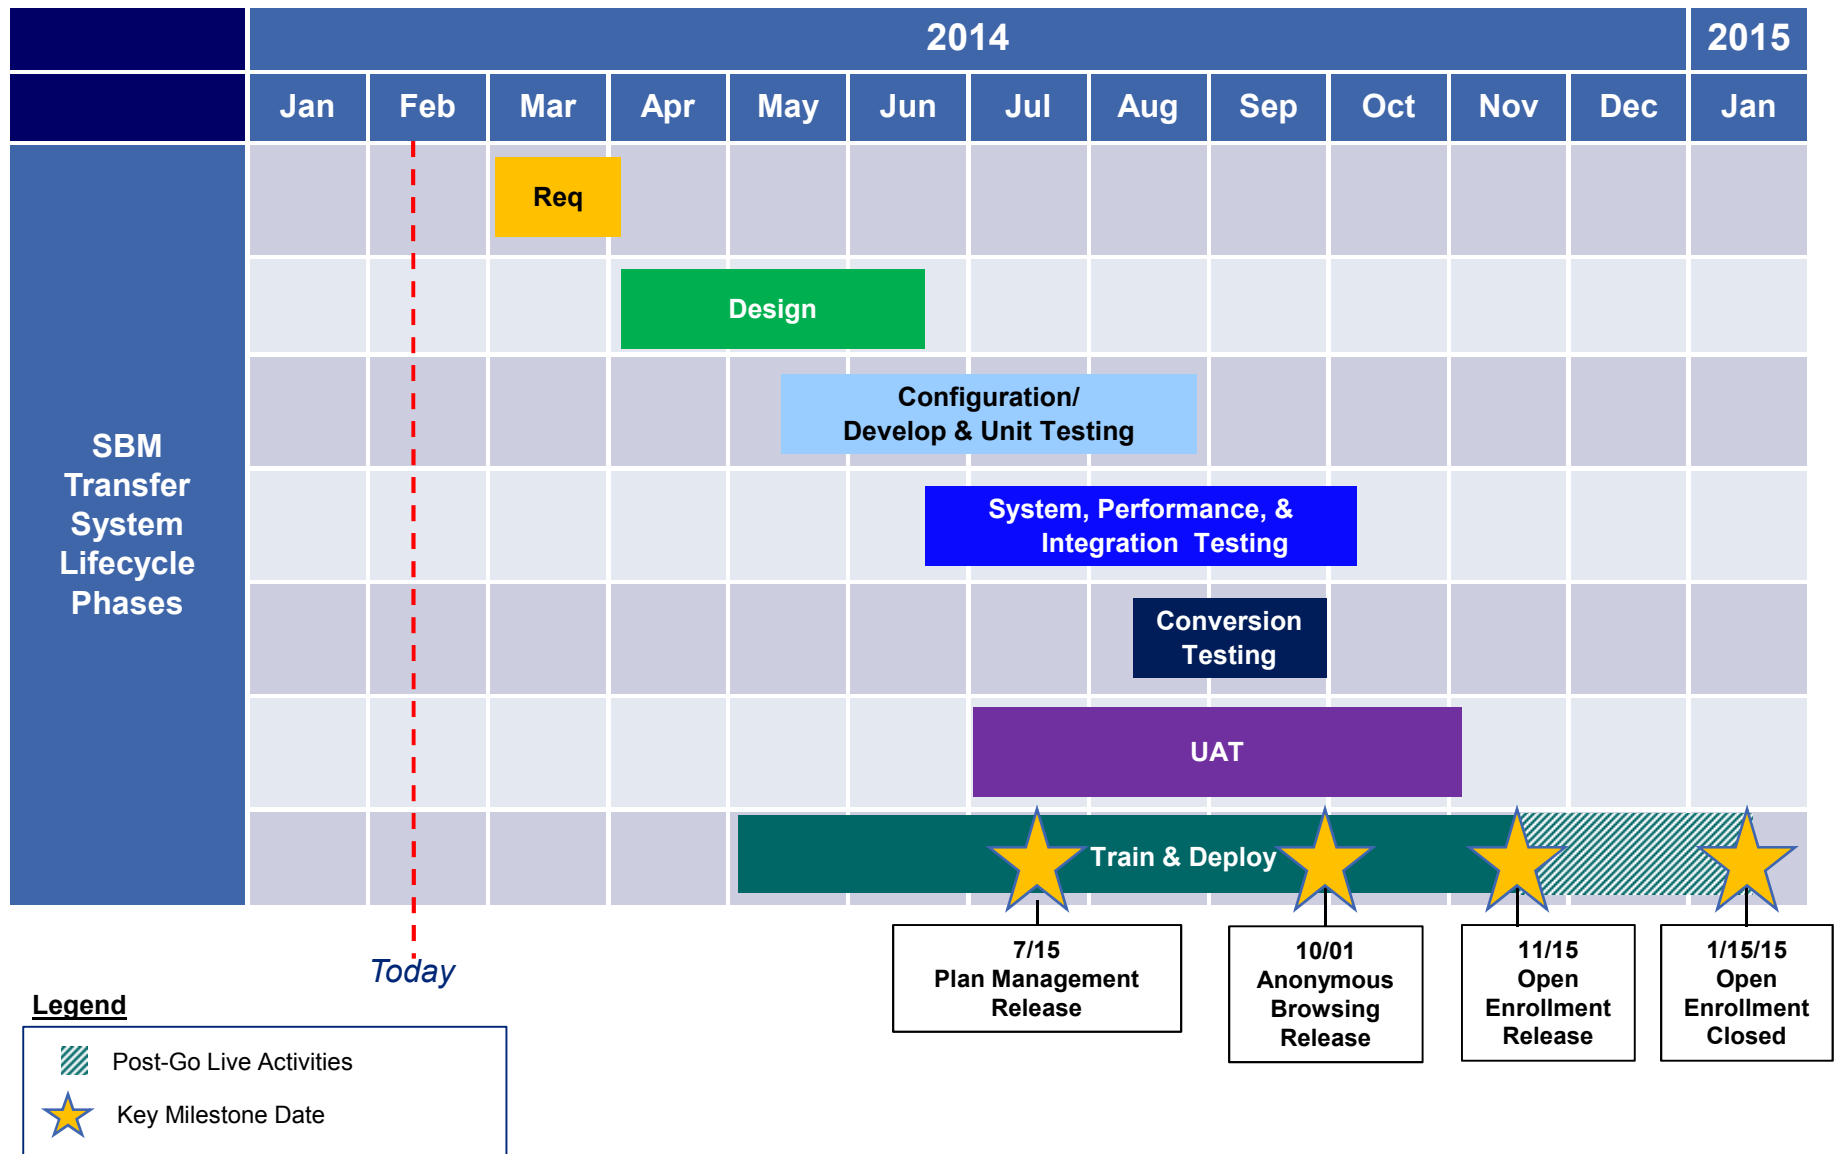 2014
2015
Jan
Feb
Mar
Apr
May
Jun
Jul
Aug
Sep
Oct
Nov
Dec
Jan
SBM
Transfer
System
Lifecycle
Phases
Req
Design
Configuration/
Develop & Unit Testing
System, Performance, &
Integration Testing
Conversion
Testing
UAT
Train & Deploy
7/15
Plan Management
Release
10/01
Anonymous
Browsing
Release
11/15
Open
Enrollment
Release
1/15/15
Open
Enrollment
Closed
Today
Legend
Post-Go Live Activities
Key Milestone Date